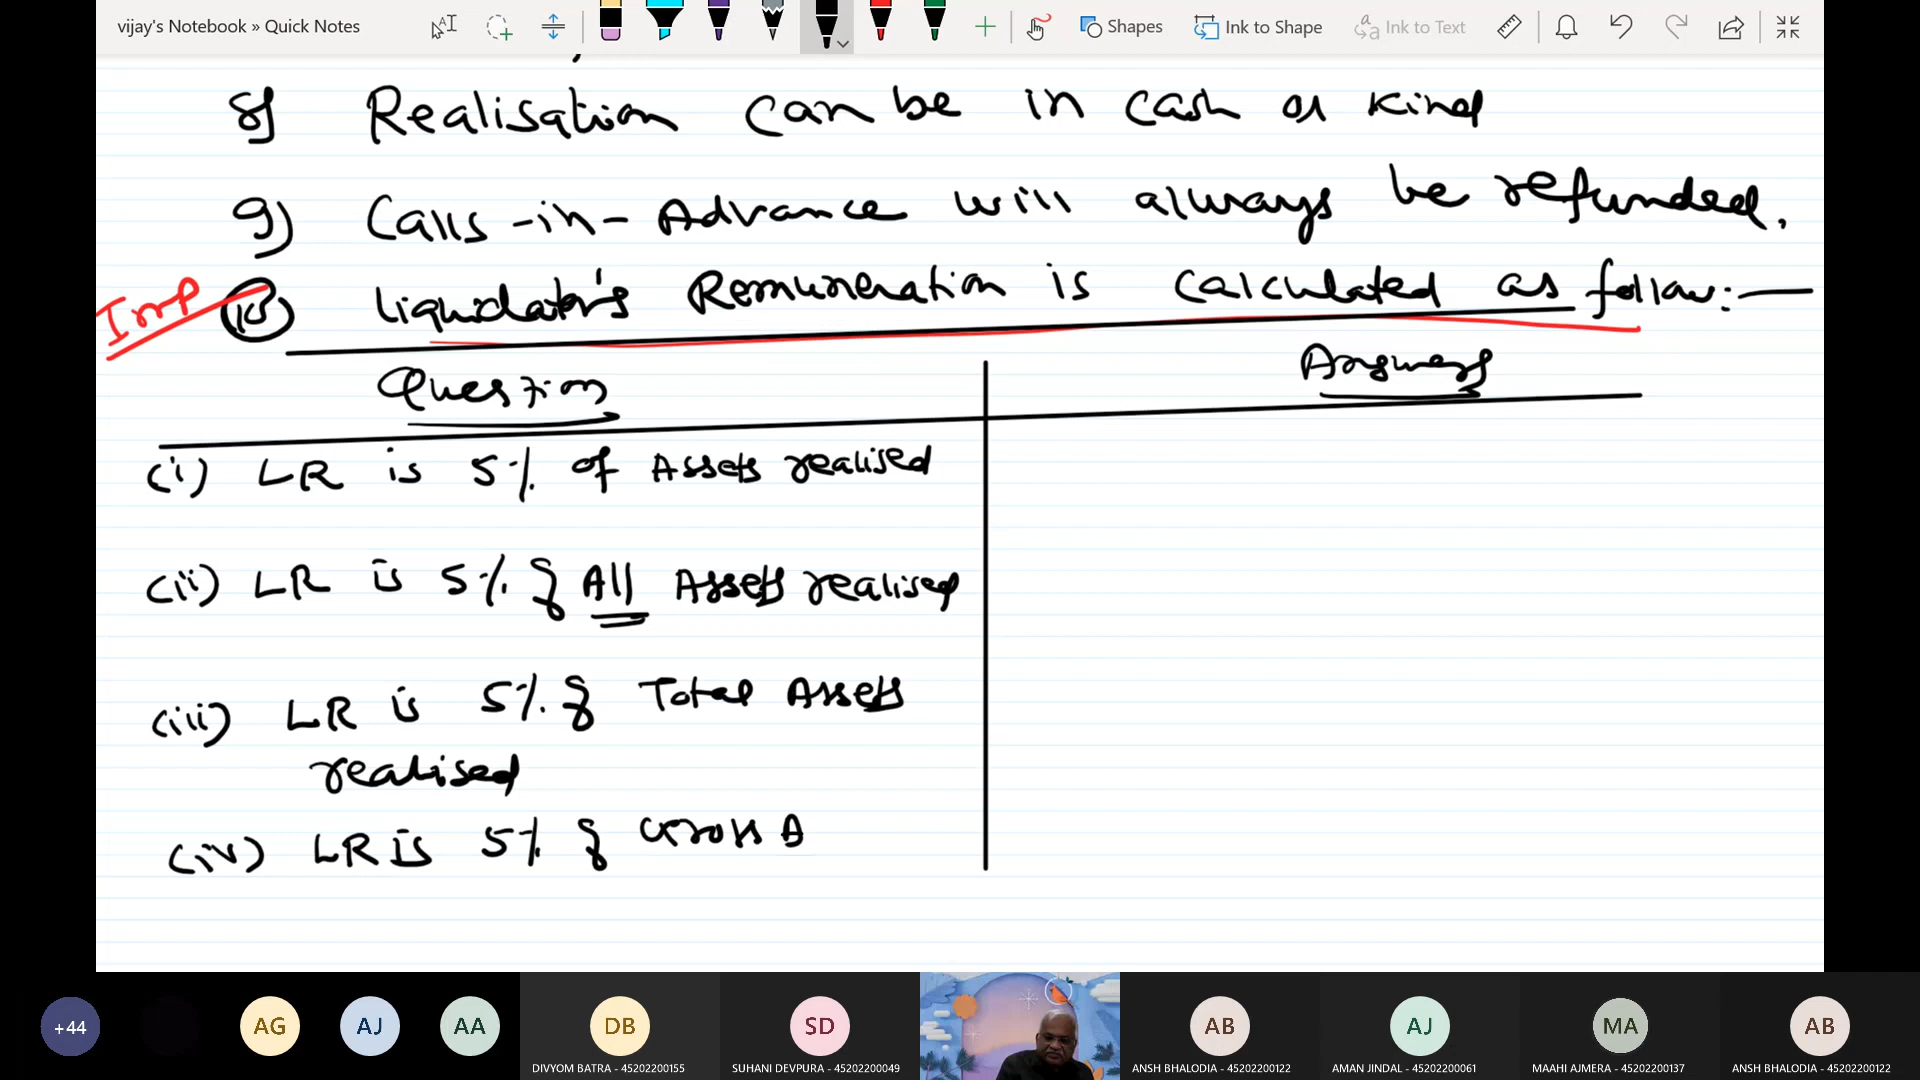 vijay's Notebook » Quick Notes
Shapes
Ink to Shape
Ink to Text
8) Realisation can be in cash or kind
9) Calls-in-Advance will always be refunded.
Imp (10) Liquidator's Remuneration is calculated as follow:—
Question Answer
(i) LR is 5% of Assets realised
(ii) LR is 5% of All Assets realised
(iii) LR is 5% of Total Assets
realised
(iv) LR is 5% of Gross A
+44 AG AJ AA DB SD AB AJ MA AB
DIVYOM BATRA - 45202200155 SUHANI DEVPURA - 45202200049 ANSH BHALODIA - 45202200122 AMAN JINDAL - 45202200061 MAAHI AJMERA - 45202200137 ANSH BHALODIA - 45202200122